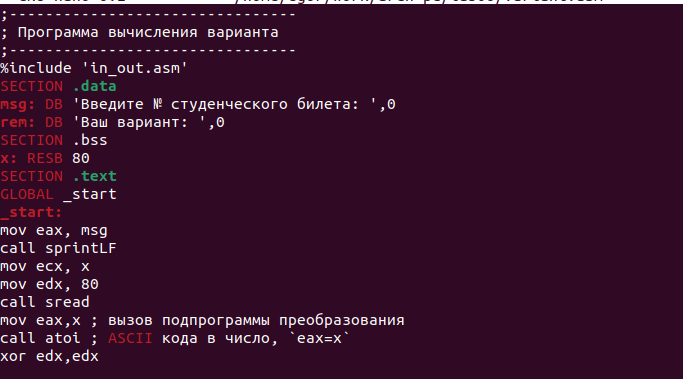 ;--------------------------------
; Программа вычисления варианта
;--------------------------------
%include 'in_out.asm'
SECTION .data
msg: DB 'Введите № студенческого билета: ',0
rem: DB 'Ваш вариант: ',0
SECTION .bss
x: RESB 80
SECTION .text
GLOBAL _start
_start:
mov eax, msg
call sprintLF
mov ecx, x
mov edx, 80
call sread
mov eax,x ; вызов подпрограммы преобразования
call atoi ; ASCII кода в число, `eax=x`
xor edx,edx